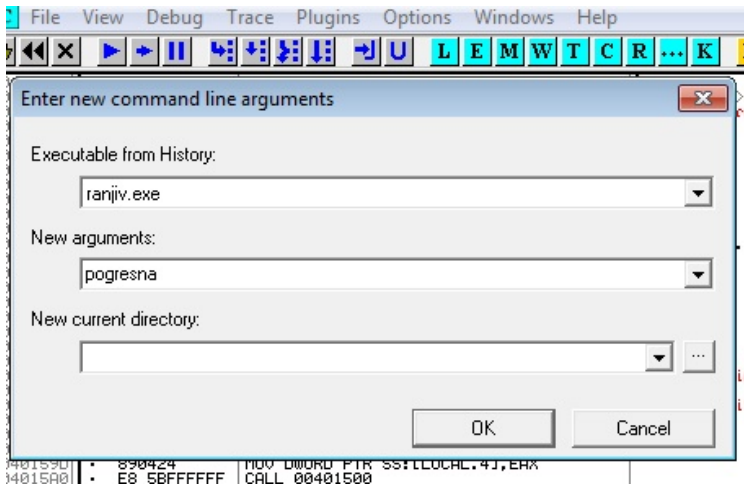 C File View Debug Trace Plugins Options Windows Help
L E M W T C R ... K
Enter new command line arguments
Executable from History:
ranjiv.exe
New arguments:
pogresna
New current directory:
...
OK Cancel
0401590 . 890424 MOV DWORD PTR SS:[LOCAL.4],EAX
04015A0 . E8 5BFFFFFF CALL 00401500